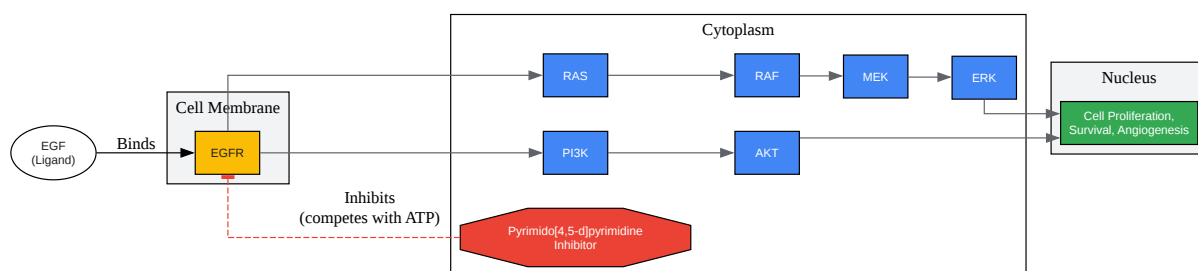 Cytoplasm
RAS
RAF
MEK
ERK
Nucleus
Cell Proliferation,
Survival, Angiogenesis
Cell Membrane
EGF
(Ligand)
Binds
EGFR
PI3K
AKT
Inhibits
(competes with ATP)
Pyrimido[4,5-d]pyrimidine
Inhibitor